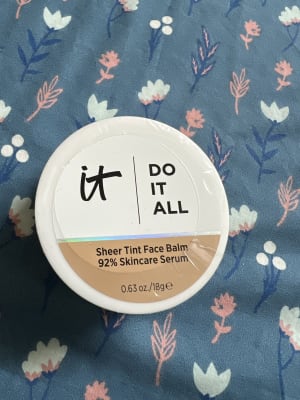 it
DO
IT
ALL
Sheer Tint Face Balm
92% Skincare Serum
0.63 oz./18g℮